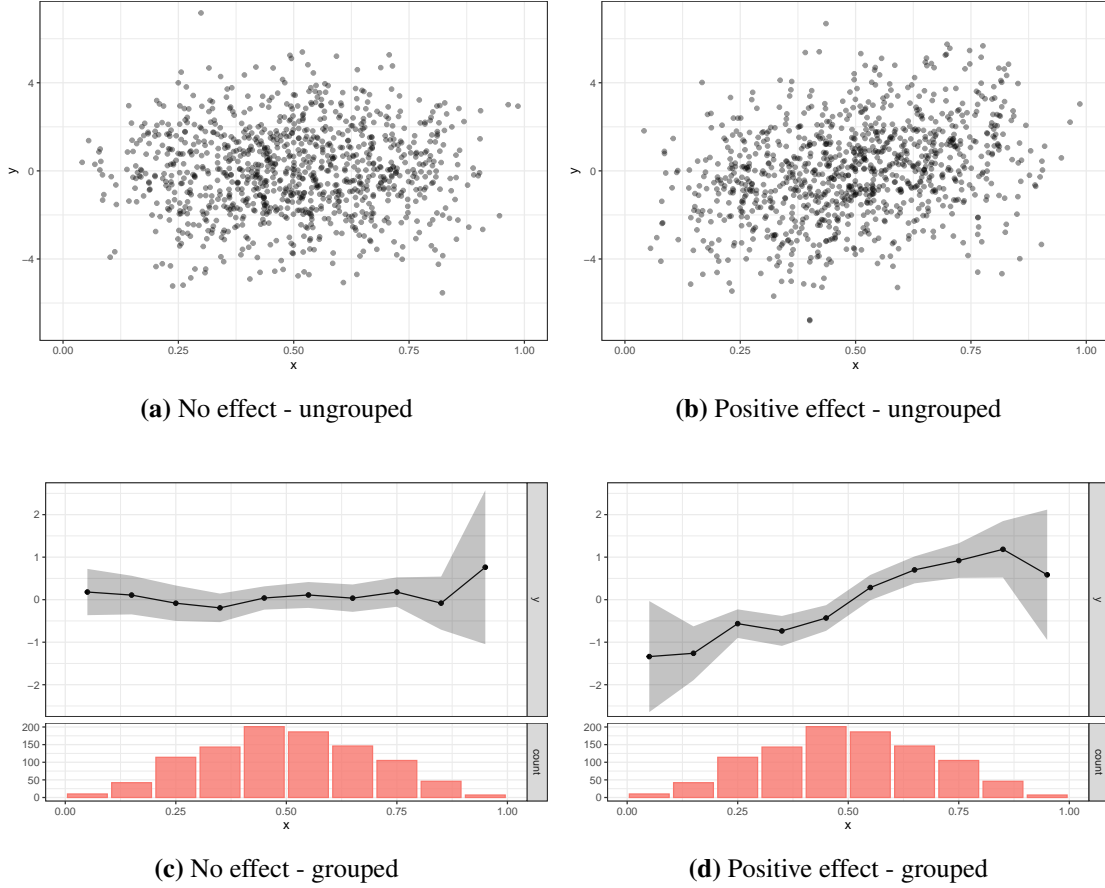 4
0
−4
y
0.00 0.25 0.50 0.75 1.00
x
(a) No effect - ungrouped
4
0
−4
y
0.00 0.25 0.50 0.75 1.00
x
(b) Positive effect - ungrouped
2
1
0
−1
−2
y
200
150
100
50
0
count
0.00 0.25 0.50 0.75 1.00
x
(c) No effect - grouped
2
1
0
−1
−2
y
200
150
100
50
0
count
0.00 0.25 0.50 0.75 1.00
x
(d) Positive effect - grouped